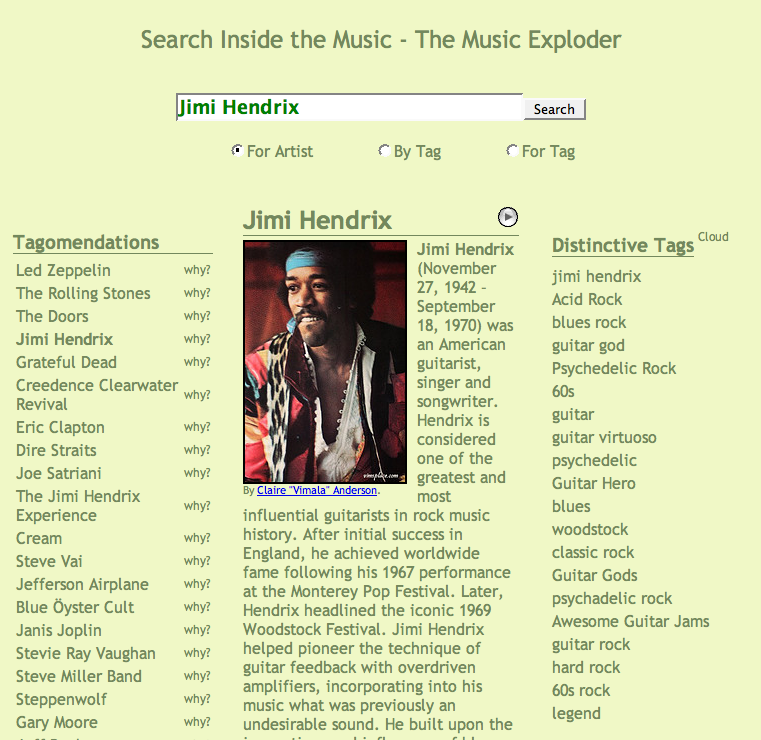 Search Inside the Music - The Music Exploder
Jimi Hendrix
Search
For Artist
By Tag
For Tag
Tagomendations
Led Zeppelin why?
The Rolling Stones why?
The Doors why?
Jimi Hendrix why?
Grateful Dead why?
Creedence Clearwater
Revival why?
Eric Clapton why?
Dire Straits why?
Joe Satriani why?
The Jimi Hendrix
Experience why?
Cream why?
Steve Vai why?
Jefferson Airplane why?
Blue Öyster Cult why?
Janis Joplin why?
Stevie Ray Vaughan why?
Steve Miller Band why?
Steppenwolf why?
Gary Moore why?
Jimi Hendrix
By Claire "Vimala" Anderson.
Jimi Hendrix
(November
27, 1942 -
September
18, 1970) was
an American
guitarist,
singer and
songwriter.
Hendrix is
considered
one of the
greatest and
most
influential guitarists in rock music
history. After initial success in
England, he achieved worldwide
fame following his 1967 performance
at the Monterey Pop Festival. Later,
Hendrix headlined the iconic 1969
Woodstock Festival. Jimi Hendrix
helped pioneer the technique of
guitar feedback with overdriven
amplifiers, incorporating into his
music what was previously an
undesirable sound. He built upon the
Distinctive Tags Cloud
jimi hendrix
Acid Rock
blues rock
guitar god
Psychedelic Rock
60s
guitar
guitar virtuoso
psychedelic
Guitar Hero
blues
woodstock
classic rock
Guitar Gods
psychadelic rock
Awesome Guitar Jams
guitar rock
hard rock
60s rock
legend